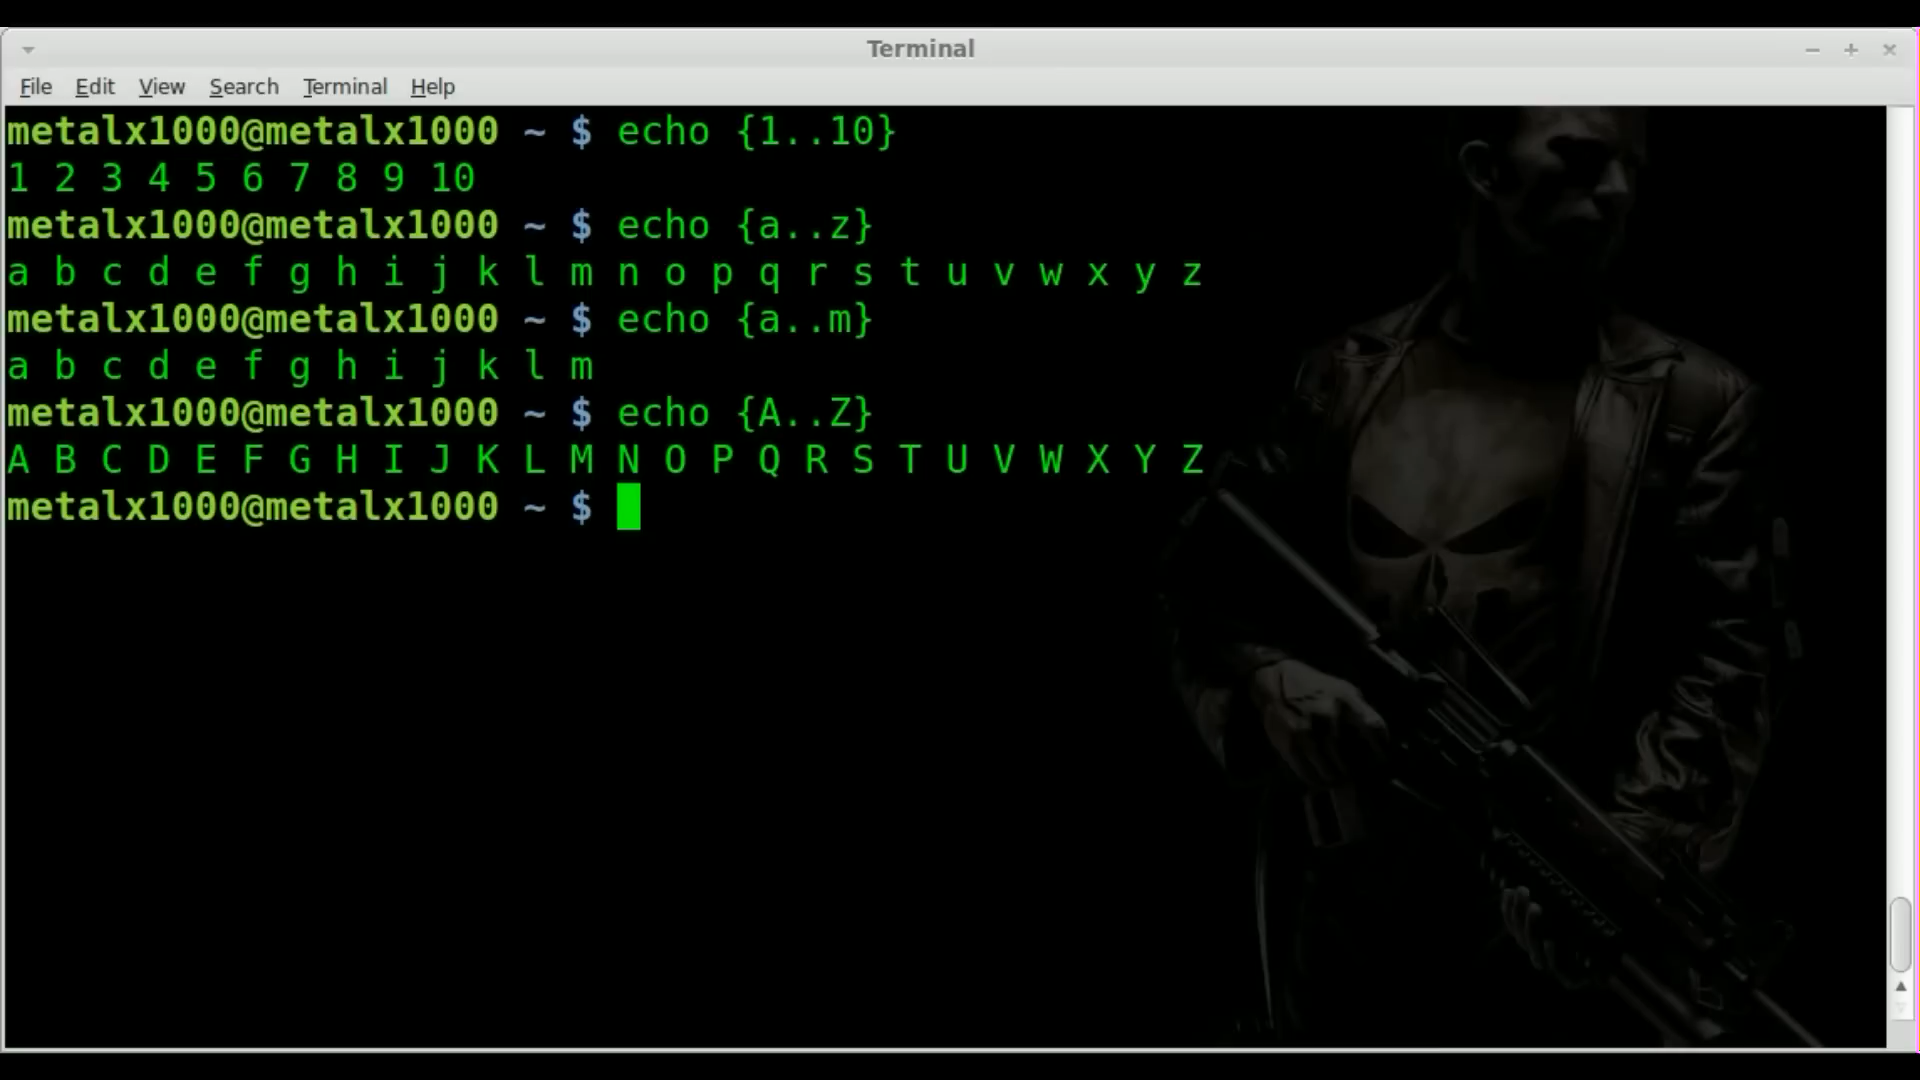 Terminal
File Edit View Search Terminal Help
metalx1000@metalx1000 ~ $ echo {1..10}
1 2 3 4 5 6 7 8 9 10
metalx1000@metalx1000 ~ $ echo {a..z}
a b c d e f g h i j k l m n o p q r s t u v w x y z
metalx1000@metalx1000 ~ $ echo {a..m}
a b c d e f g h i j k l m
metalx1000@metalx1000 ~ $ echo {A..Z}
A B C D E F G H I J K L M N O P Q R S T U V W X Y Z
metalx1000@metalx1000 ~ $